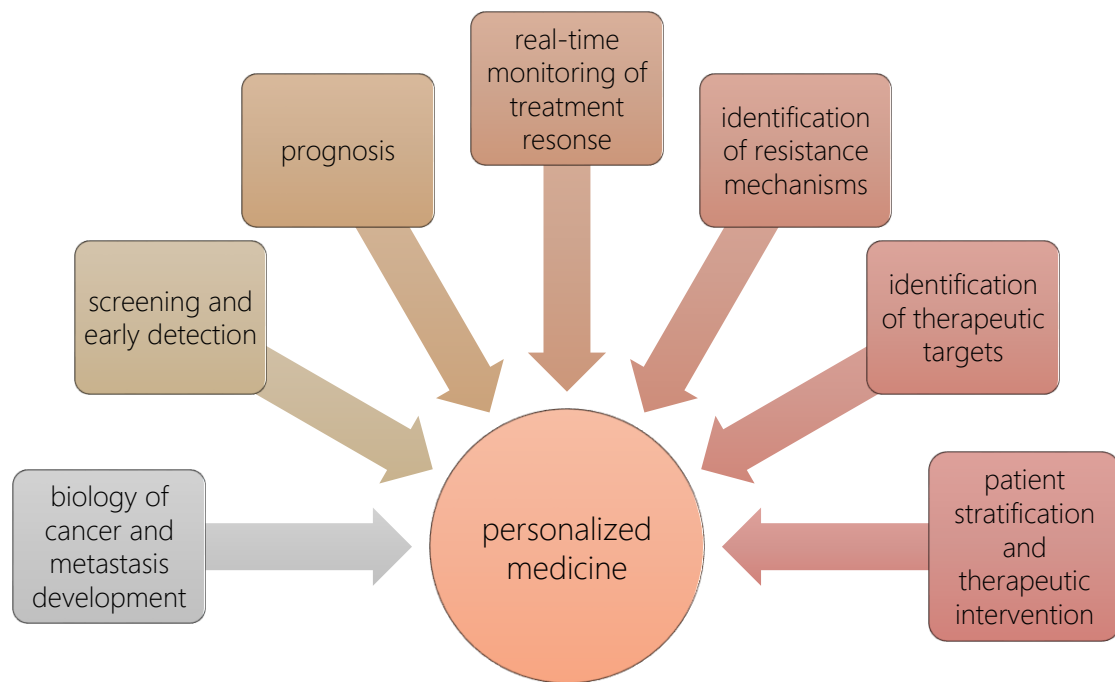 real-time
monitoring of
treatment
resonse
prognosis
identification
of resistance
mechanisms
screening and
early detection
identification
of therapeutic
targets
biology of
cancer and
metastasis
development
personalized
medicine
patient
stratification
and
therapeutic
intervention